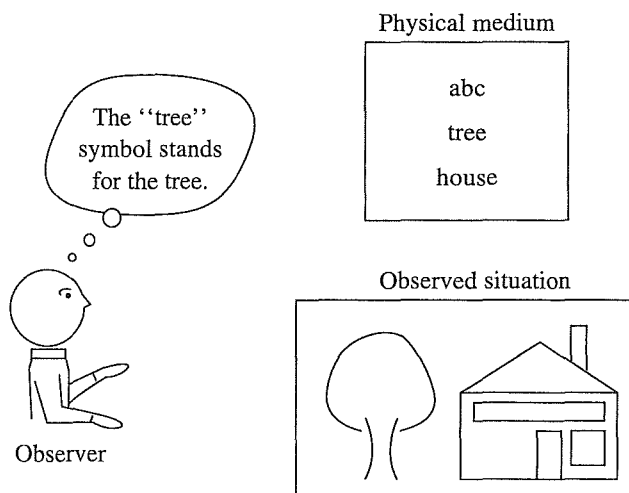 Physical medium
abc
tree
house
The ‘‘tree’’
symbol stands
for the tree.
Observed situation
Observer